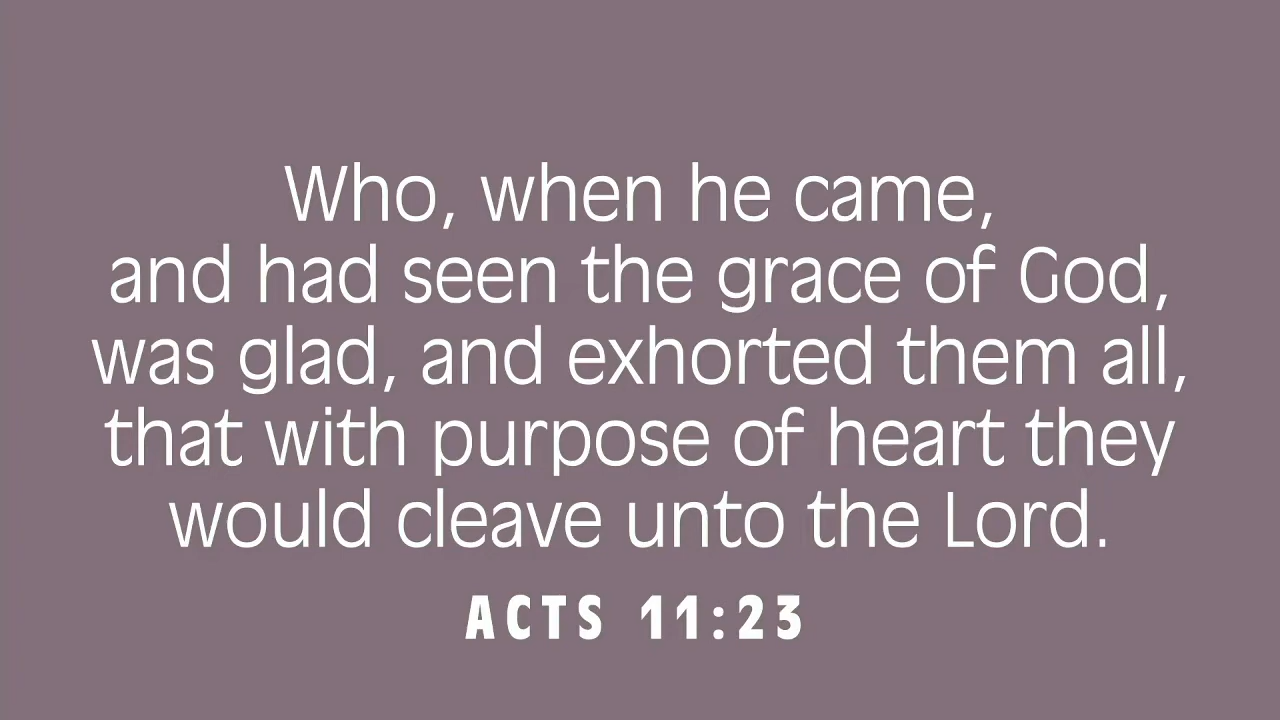 Who, when he came,
and had seen the grace of God,
was glad, and exhorted them all,
that with purpose of heart they
would cleave unto the Lord.
ACTS 11:23